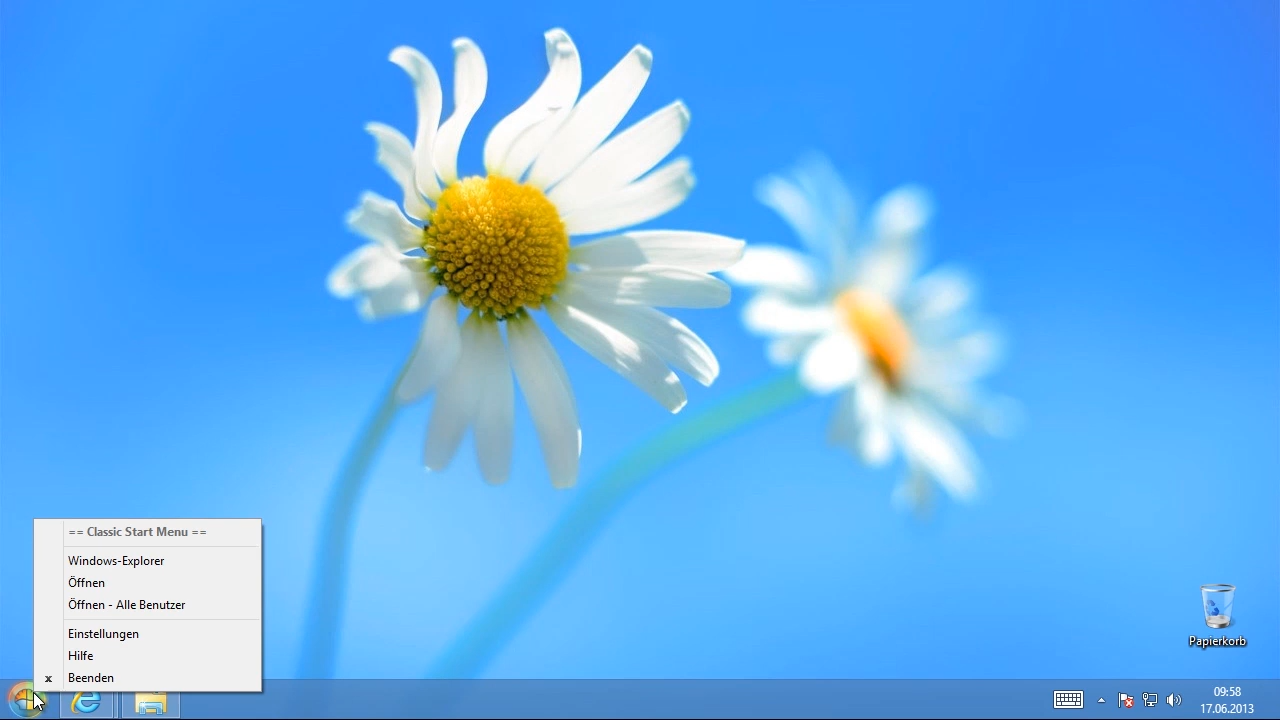 == Classic Start Menu ==
Windows-Explorer
Öffnen
Öffnen - Alle Benutzer
Einstellungen
Hilfe
x Beenden
Papierkorb
09:58
17.06.2013